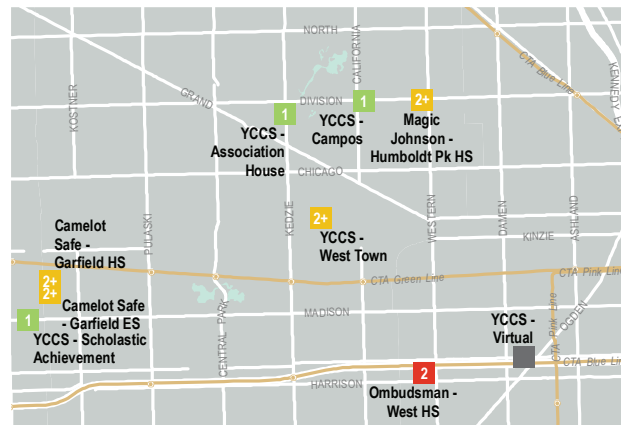 NORTH
CALIFORNIA
CTA Blue Line
KENNEDY EX
KOSTNER
GRAND
DIVISION
1
1
2+
YCCS -
Association
House
YCCS -
Campos
Magic
Johnson -
Humboldt Pk HS
CHICAGO
PULASKI
KEDZIE
WESTERN
DAMEN
ASHLAND
2+
YCCS -
West Town
KINZIE
Camelot
Safe -
Garfield HS
2+
2+
Camelot Safe
- Garfield ES
1
YCCS - Scholastic
Achievement
CTA Green Line
CTA Pink Line
CENTRAL PARK
MADISON
YCCS -
Virtual
CTA Pink Line
OGDEN
HARRISON
2
CTA Blue Line
Ombudsman -
West HS